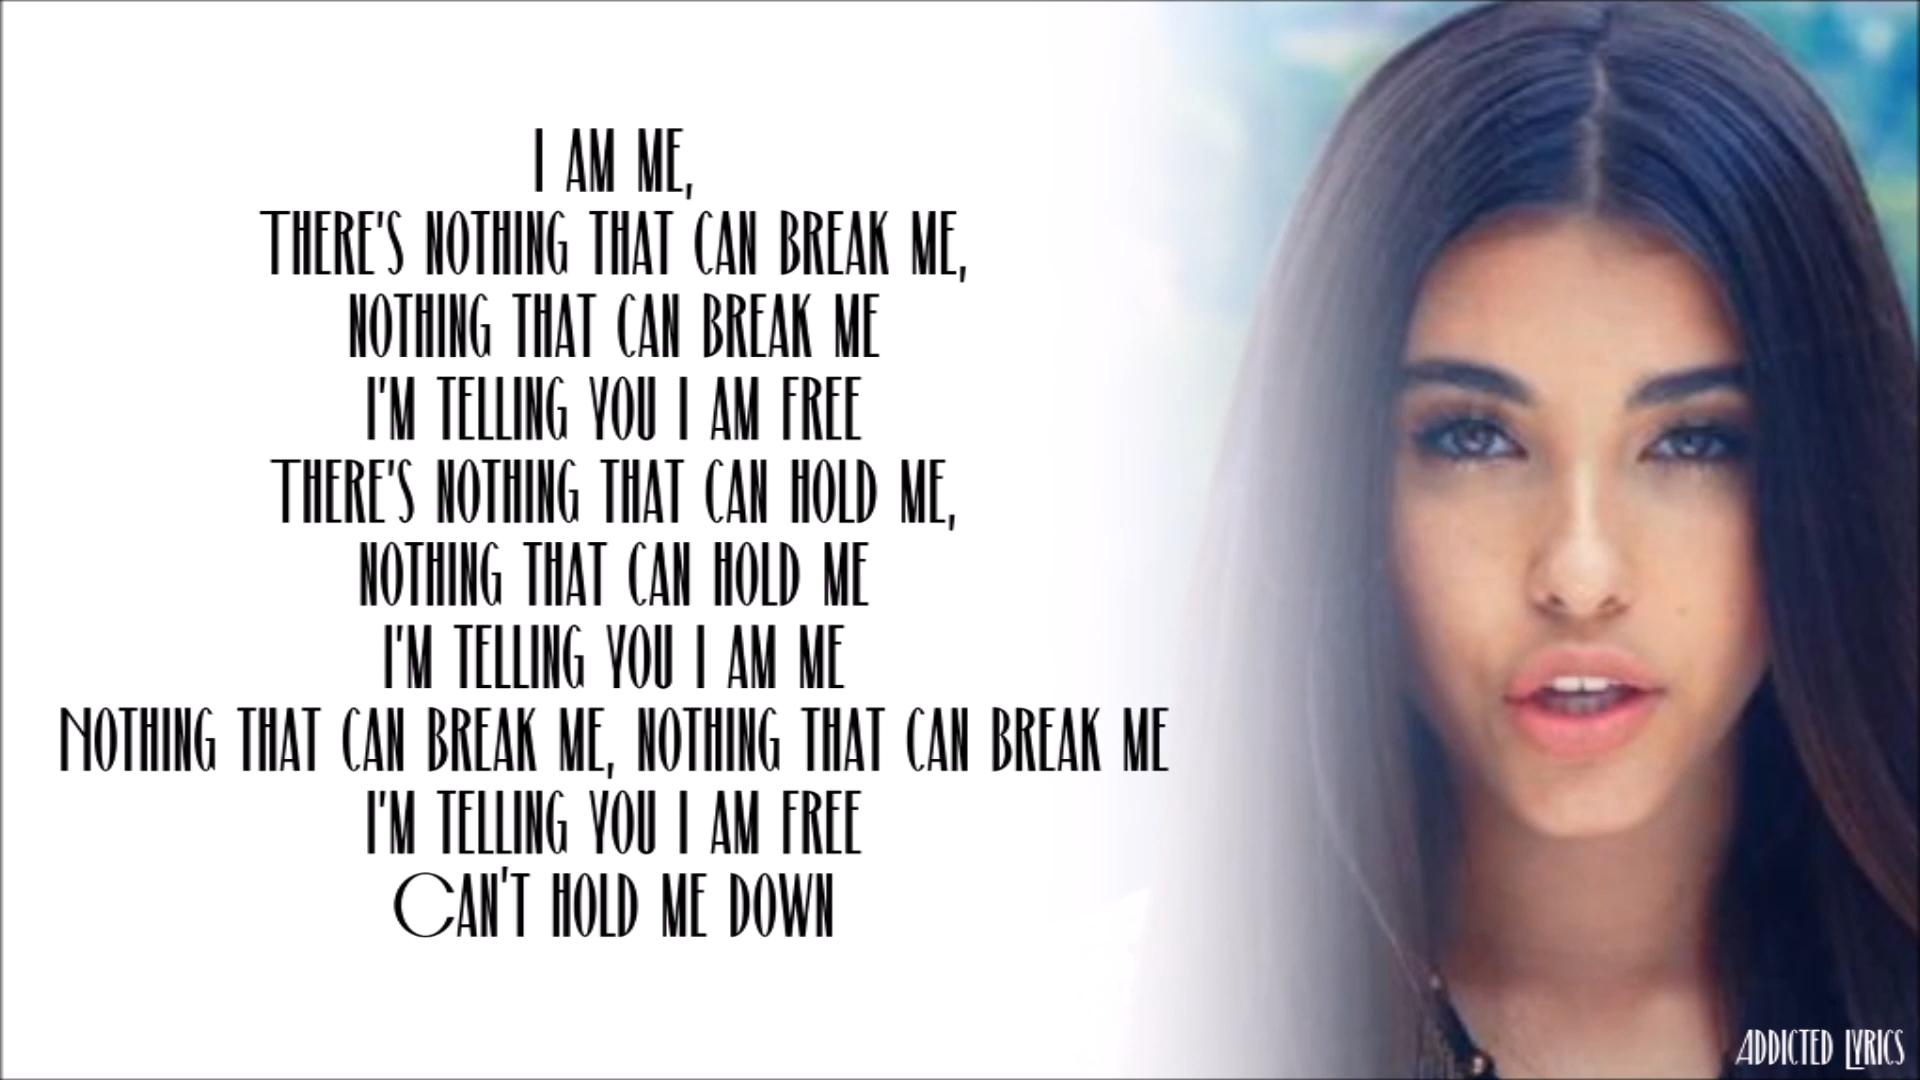 I AM ME,
THERE'S NOTHING THAT CAN BREAK ME,
NOTHING THAT CAN BREAK ME
I'M TELLING YOU I AM FREE
THERE'S NOTHING THAT CAN HOLD ME,
NOTHING THAT CAN HOLD ME
I'M TELLING YOU I AM ME
NOTHING THAT CAN BREAK ME, NOTHING THAT CAN BREAK ME
I'M TELLING YOU I AM FREE
CAN'T HOLD ME DOWN
ADDICTED LYRICS